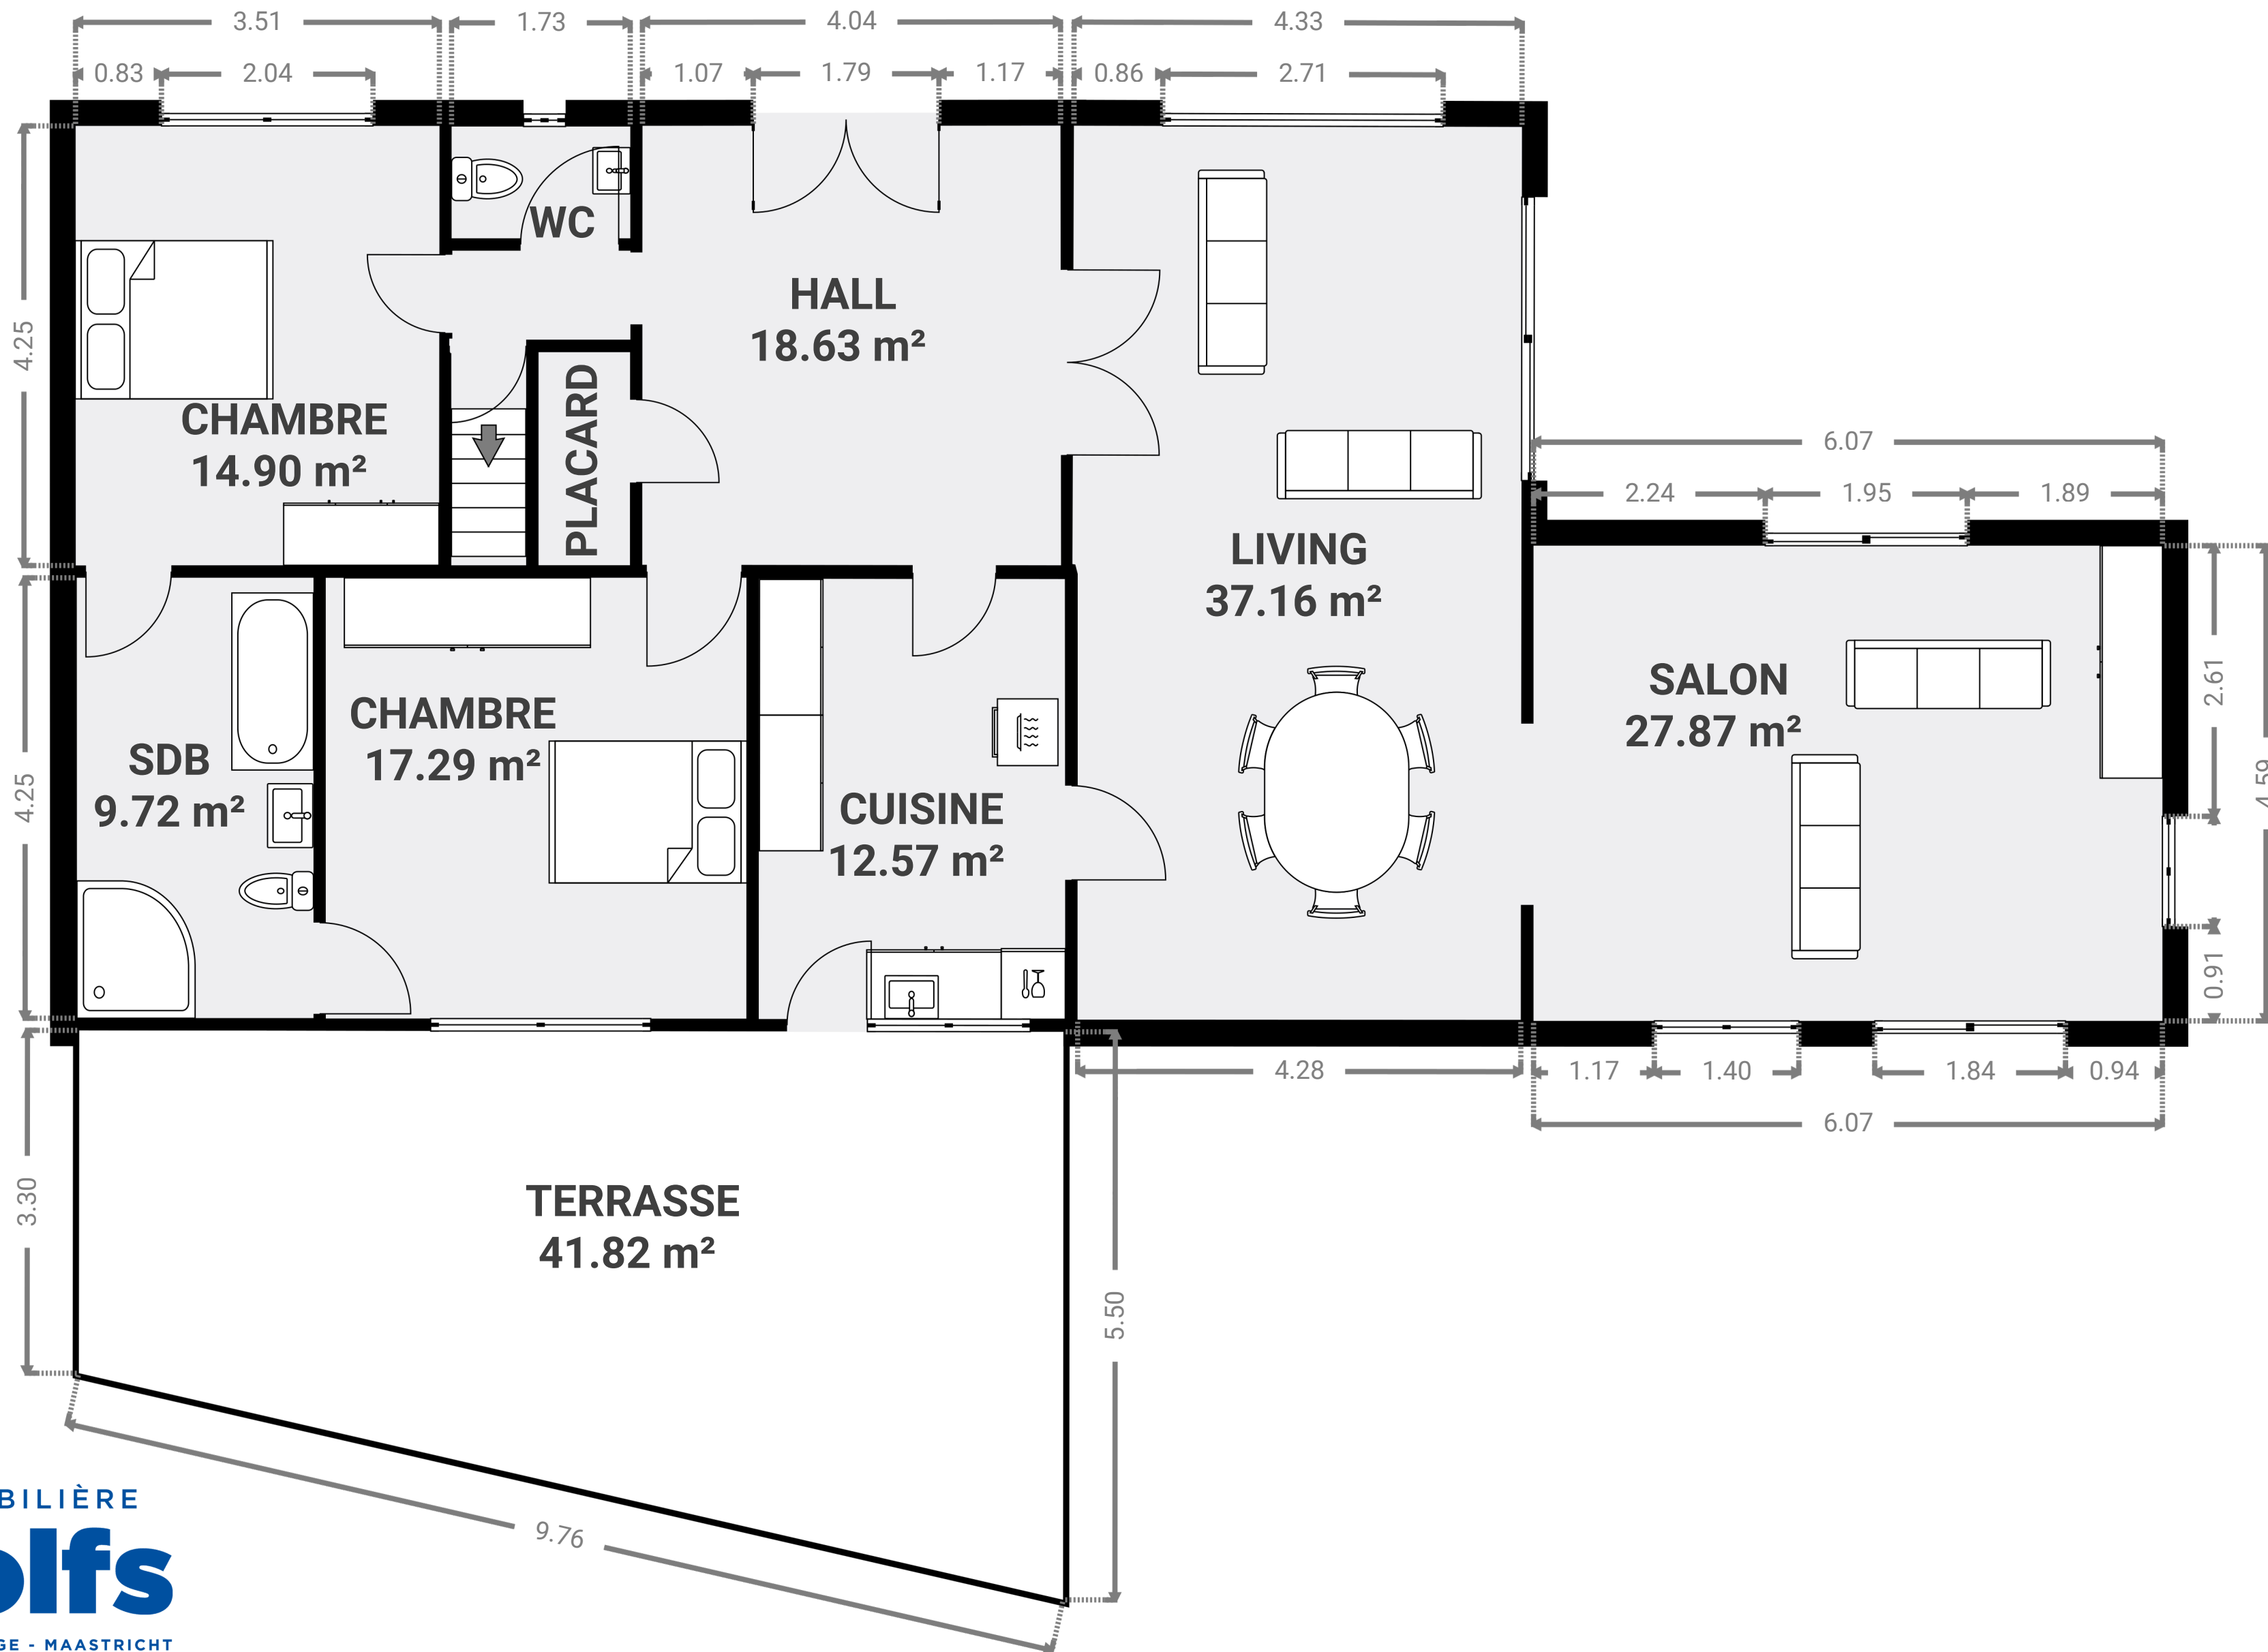 3.51
1.73
4.04
4.33
0.83
2.04
1.07
1.79
1.17
0.86
2.71
WC
HALL
18.63 m²
4.25
CHAMBRE
14.90 m²
PLACARD
6.07
2.24
1.95
1.89
LIVING
37.16 m²
SALON
27.87 m²
2.61
4.59
CHAMBRE
17.29 m²
SDB
9.72 m²
4.25
CUISINE
12.57 m²
0.91
4.28
1.17
1.40
1.84
0.94
6.07
TERRASSE
41.82 m²
3.30
5.50
9.76
BILIÈRE
olfs
GE - MAASTRICHT